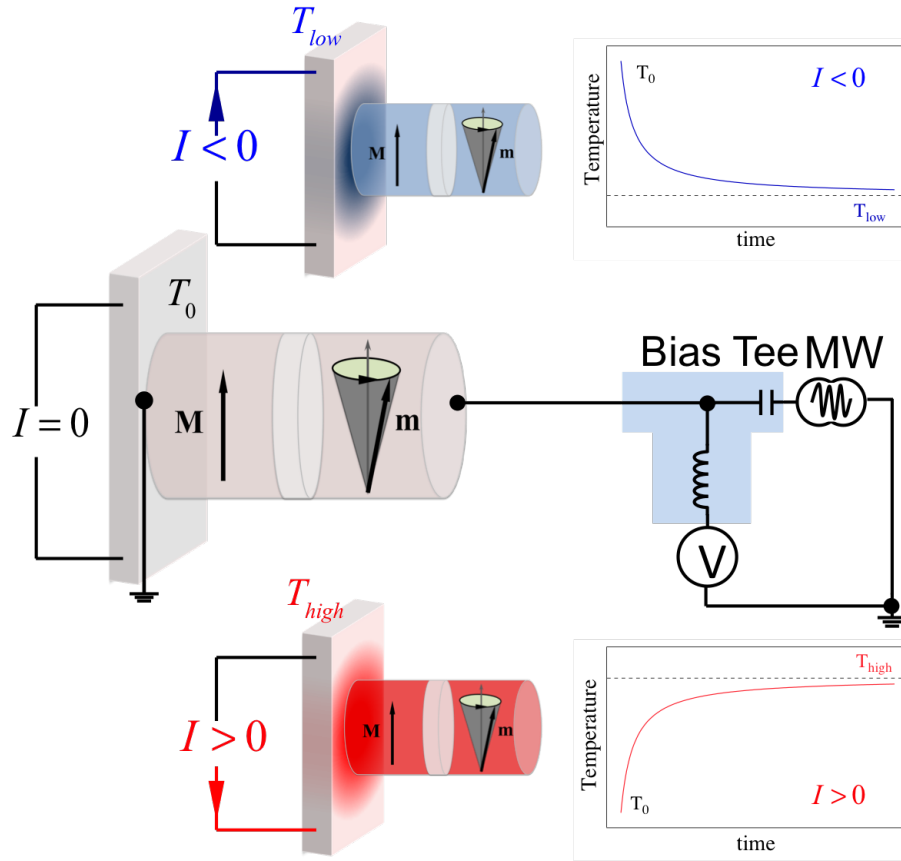 T_low
I < 0
M
m
Temperature
T_0
I < 0
T_low
time
T_0
I = 0
M
m
Bias Tee
MW
V
T_high
I > 0
M
m
Temperature
T_high
T_0
I > 0
time